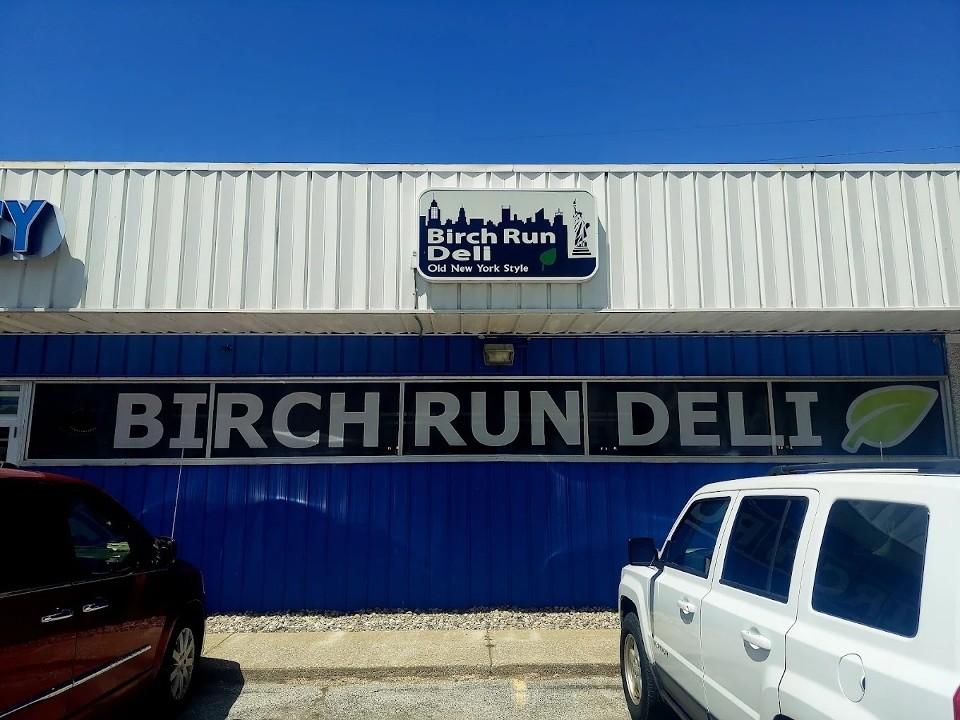 Birch Run
Deli
Old New York Style
BIRCH RUN DELI